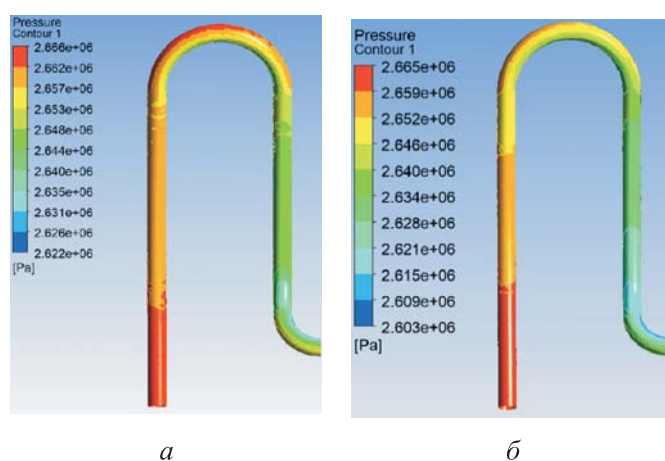 Pressure
Contour 1
2.666e+06
2.662e+06
2.657e+06
2.653e+06
2.648e+06
2.644e+06
2.640e+06
2.635e+06
2.631e+06
2.626e+06
2.622e+06
[Pa]
Pressure
Contour 1
2.665e+06
2.659e+06
2.652e+06
2.646e+06
2.640e+06
2.634e+06
2.628e+06
2.621e+06
2.615e+06
2.609e+06
2.603e+06
[Pa]
а
б